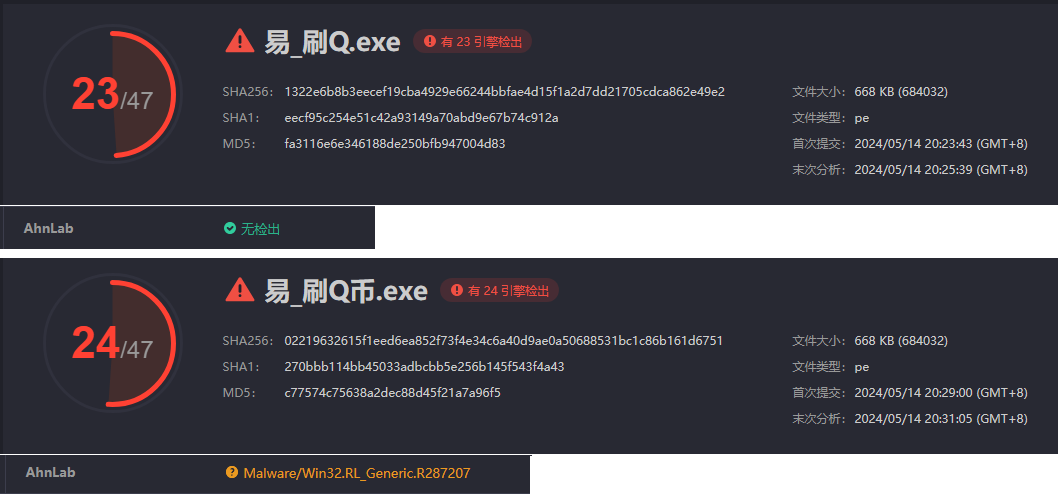 23/47
易_刷Q.exe 有 23 引擎检出
SHA256: 1322e6b8b3eecef19cba4929e66244bbfae4d15f1a2d7dd21705cdca862e49e2 文件大小: 668 KB (684032)
SHA1: eecf95c254e51c42a93149a70abd9e67b74c912a 文件类型: pe
MD5: fa3116e6e346188de250bfb947004d83 首次提交: 2024/05/14 20:23:43 (GMT+8)
末次分析: 2024/05/14 20:25:39 (GMT+8)
AhnLab 无检出
24/47
易_刷Q币.exe 有 24 引擎检出
SHA256: 02219632615f1eed6ea852f73f4e34c6a40d9ae0a50688531bc1c86b161d6751 文件大小: 668 KB (684032)
SHA1: 270bbb114bb45033adbcbb5e256b145f543f4a43 文件类型: pe
MD5: c77574c75638a2dec88d45f21a7a96f5 首次提交: 2024/05/14 20:29:00 (GMT+8)
末次分析: 2024/05/14 20:31:05 (GMT+8)
AhnLab Malware/Win32.RL_Generic.R287207